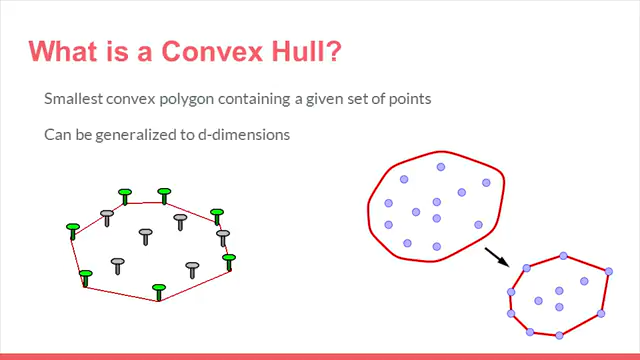 What is a Convex Hull?
Smallest convex polygon containing a given set of points
Can be generalized to d-dimensions